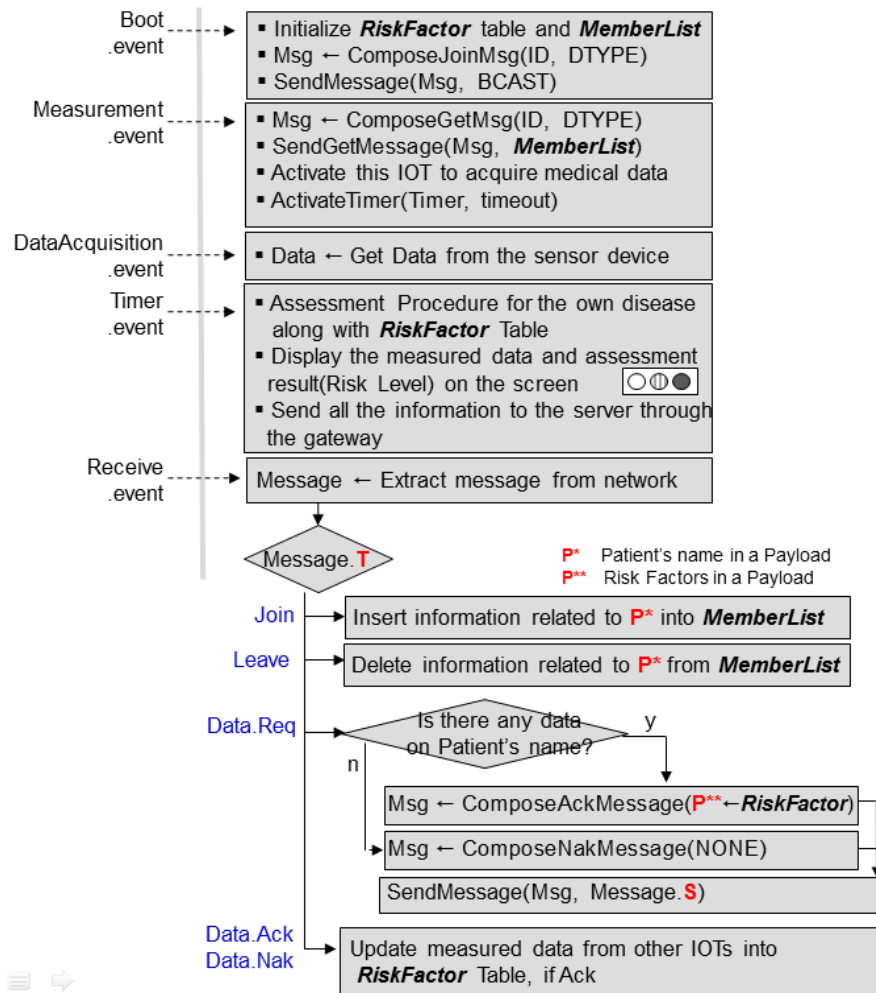 Boot
.event
▪ Initialize RiskFactor table and MemberList
▪ Msg ← ComposeJoinMsg(ID, DTYPE)
▪ SendMessage(Msg, BCAST)
Measurement
.event
▪ Msg ← ComposeGetMsg(ID, DTYPE)
▪ SendGetMessage(Msg, MemberList)
▪ Activate this IOT to acquire medical data
▪ ActivateTimer(Timer, timeout)
DataAcquisition
.event
▪ Data ← Get Data from the sensor device
Timer
.event
▪ Assessment Procedure for the own disease
along with RiskFactor Table
▪ Display the measured data and assessment
result(Risk Level) on the screen
▪ Send all the information to the server through
the gateway
Receive
.event
Message ← Extract message from network
Message.T
P* Patient's name in a Payload
P** Risk Factors in a Payload
Join
Insert information related to P* into MemberList
Leave
Delete information related to P* from MemberList
Data.Req
Is there any data
on Patient's name?
y
n
Msg ← ComposeAckMessage(P**←RiskFactor)
Msg ← ComposeNakMessage(NONE)
SendMessage(Msg, Message.S)
Data.Ack
Data.Nak
Update measured data from other IOTs into
RiskFactor Table, if Ack